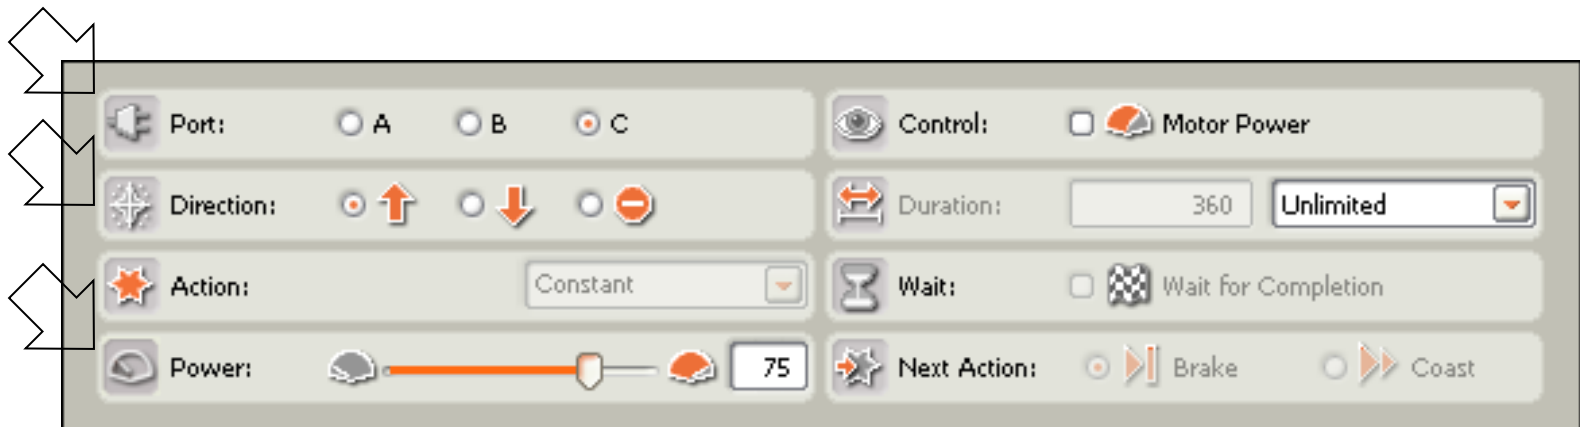 Port: A B C Control: Motor Power
Direction: Duration: 360 Unlimited
Action: Constant Wait: Wait for Completion
Power: 75 Next Action: Brake Coast